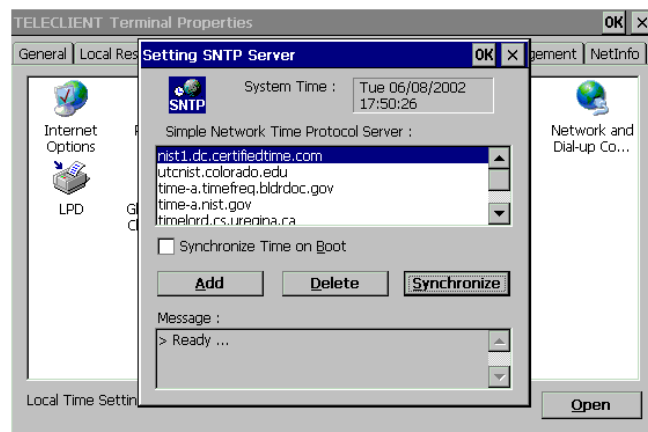 TELECLIENT Terminal Properties OK ×
General Local Res
Setting SNTP Server OK ×
gement NetInfo
SNTP
System Time : Tue 06/08/2002
17:50:26
Simple Network Time Protocol Server :
nist1.dc.certifiedtime.com
utcnist.colorado.edu
time-a.timefreq.bldrdoc.gov
time-a.nist.gov
timelord.cs.uregina.ca
Synchronize Time on Boot
Add Delete Synchronize
Message :
> Ready ...
Internet
Options
LPD
Gl
Network and
Dial-up Co...
Local Time Settin
Open